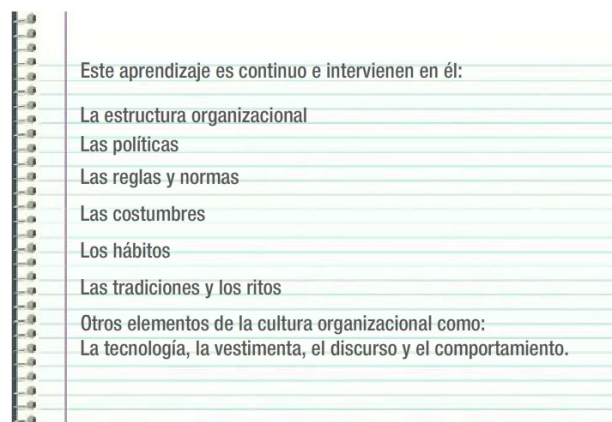 Este aprendizaje es continuo e intervienen en él:
La estructura organizacional
Las políticas
Las reglas y normas
Las costumbres
Los hábitos
Las tradiciones y los ritos
Otros elementos de la cultura organizacional como:
La tecnología, la vestimenta, el discurso y el comportamiento.